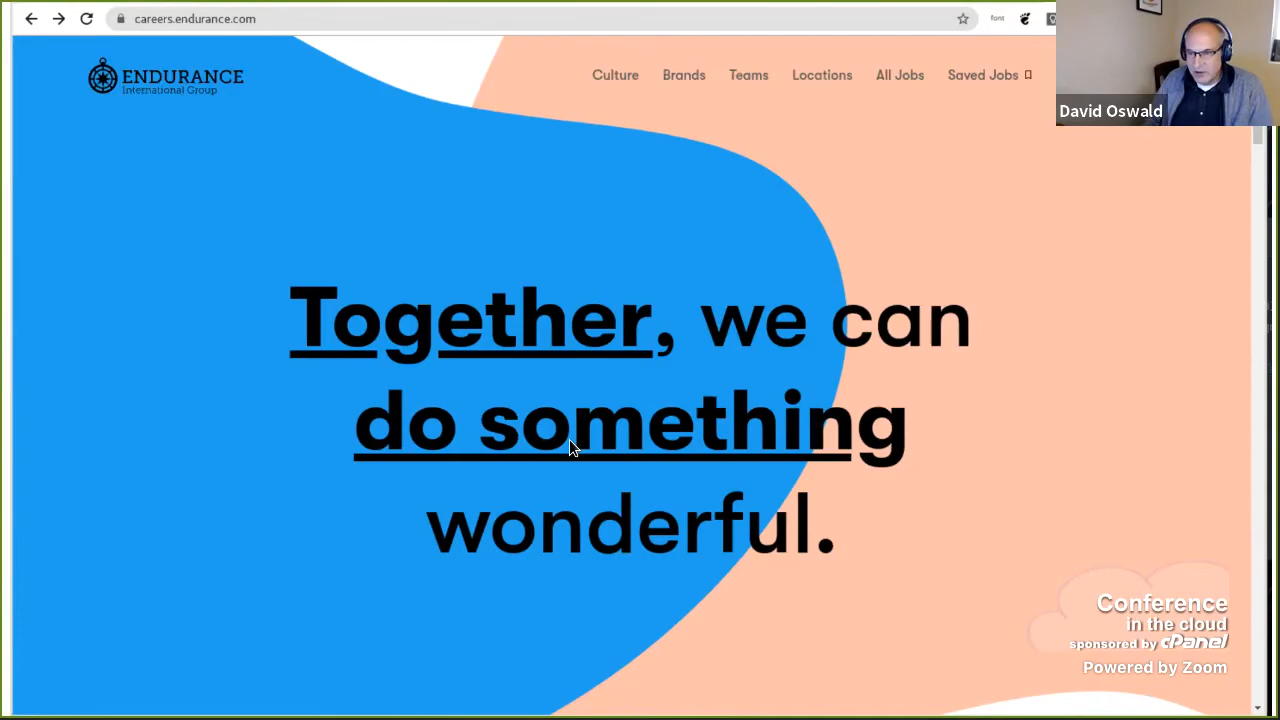 careers.endurance.com
font
ENDURANCE
International Group
Culture Brands Teams Locations All Jobs Saved Jobs
David Oswald
Together, we can
do something
wonderful.
Conference
in the cloud
sponsored by cPanel
Powered by Zoom